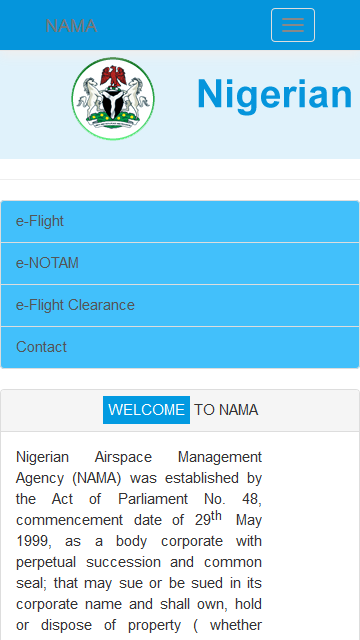 NAMA
Nigerian
e-Flight
e-NOTAM
e-Flight Clearance
Contact
WELCOME TO NAMA
Nigerian Airspace Management
Agency (NAMA) was established by
the Act of Parliament No. 48,
commencement date of 29th May
1999, as a body corporate with
perpetual succession and common
seal; that may sue or be sued in its
corporate name and shall own, hold
or dispose of property ( whether